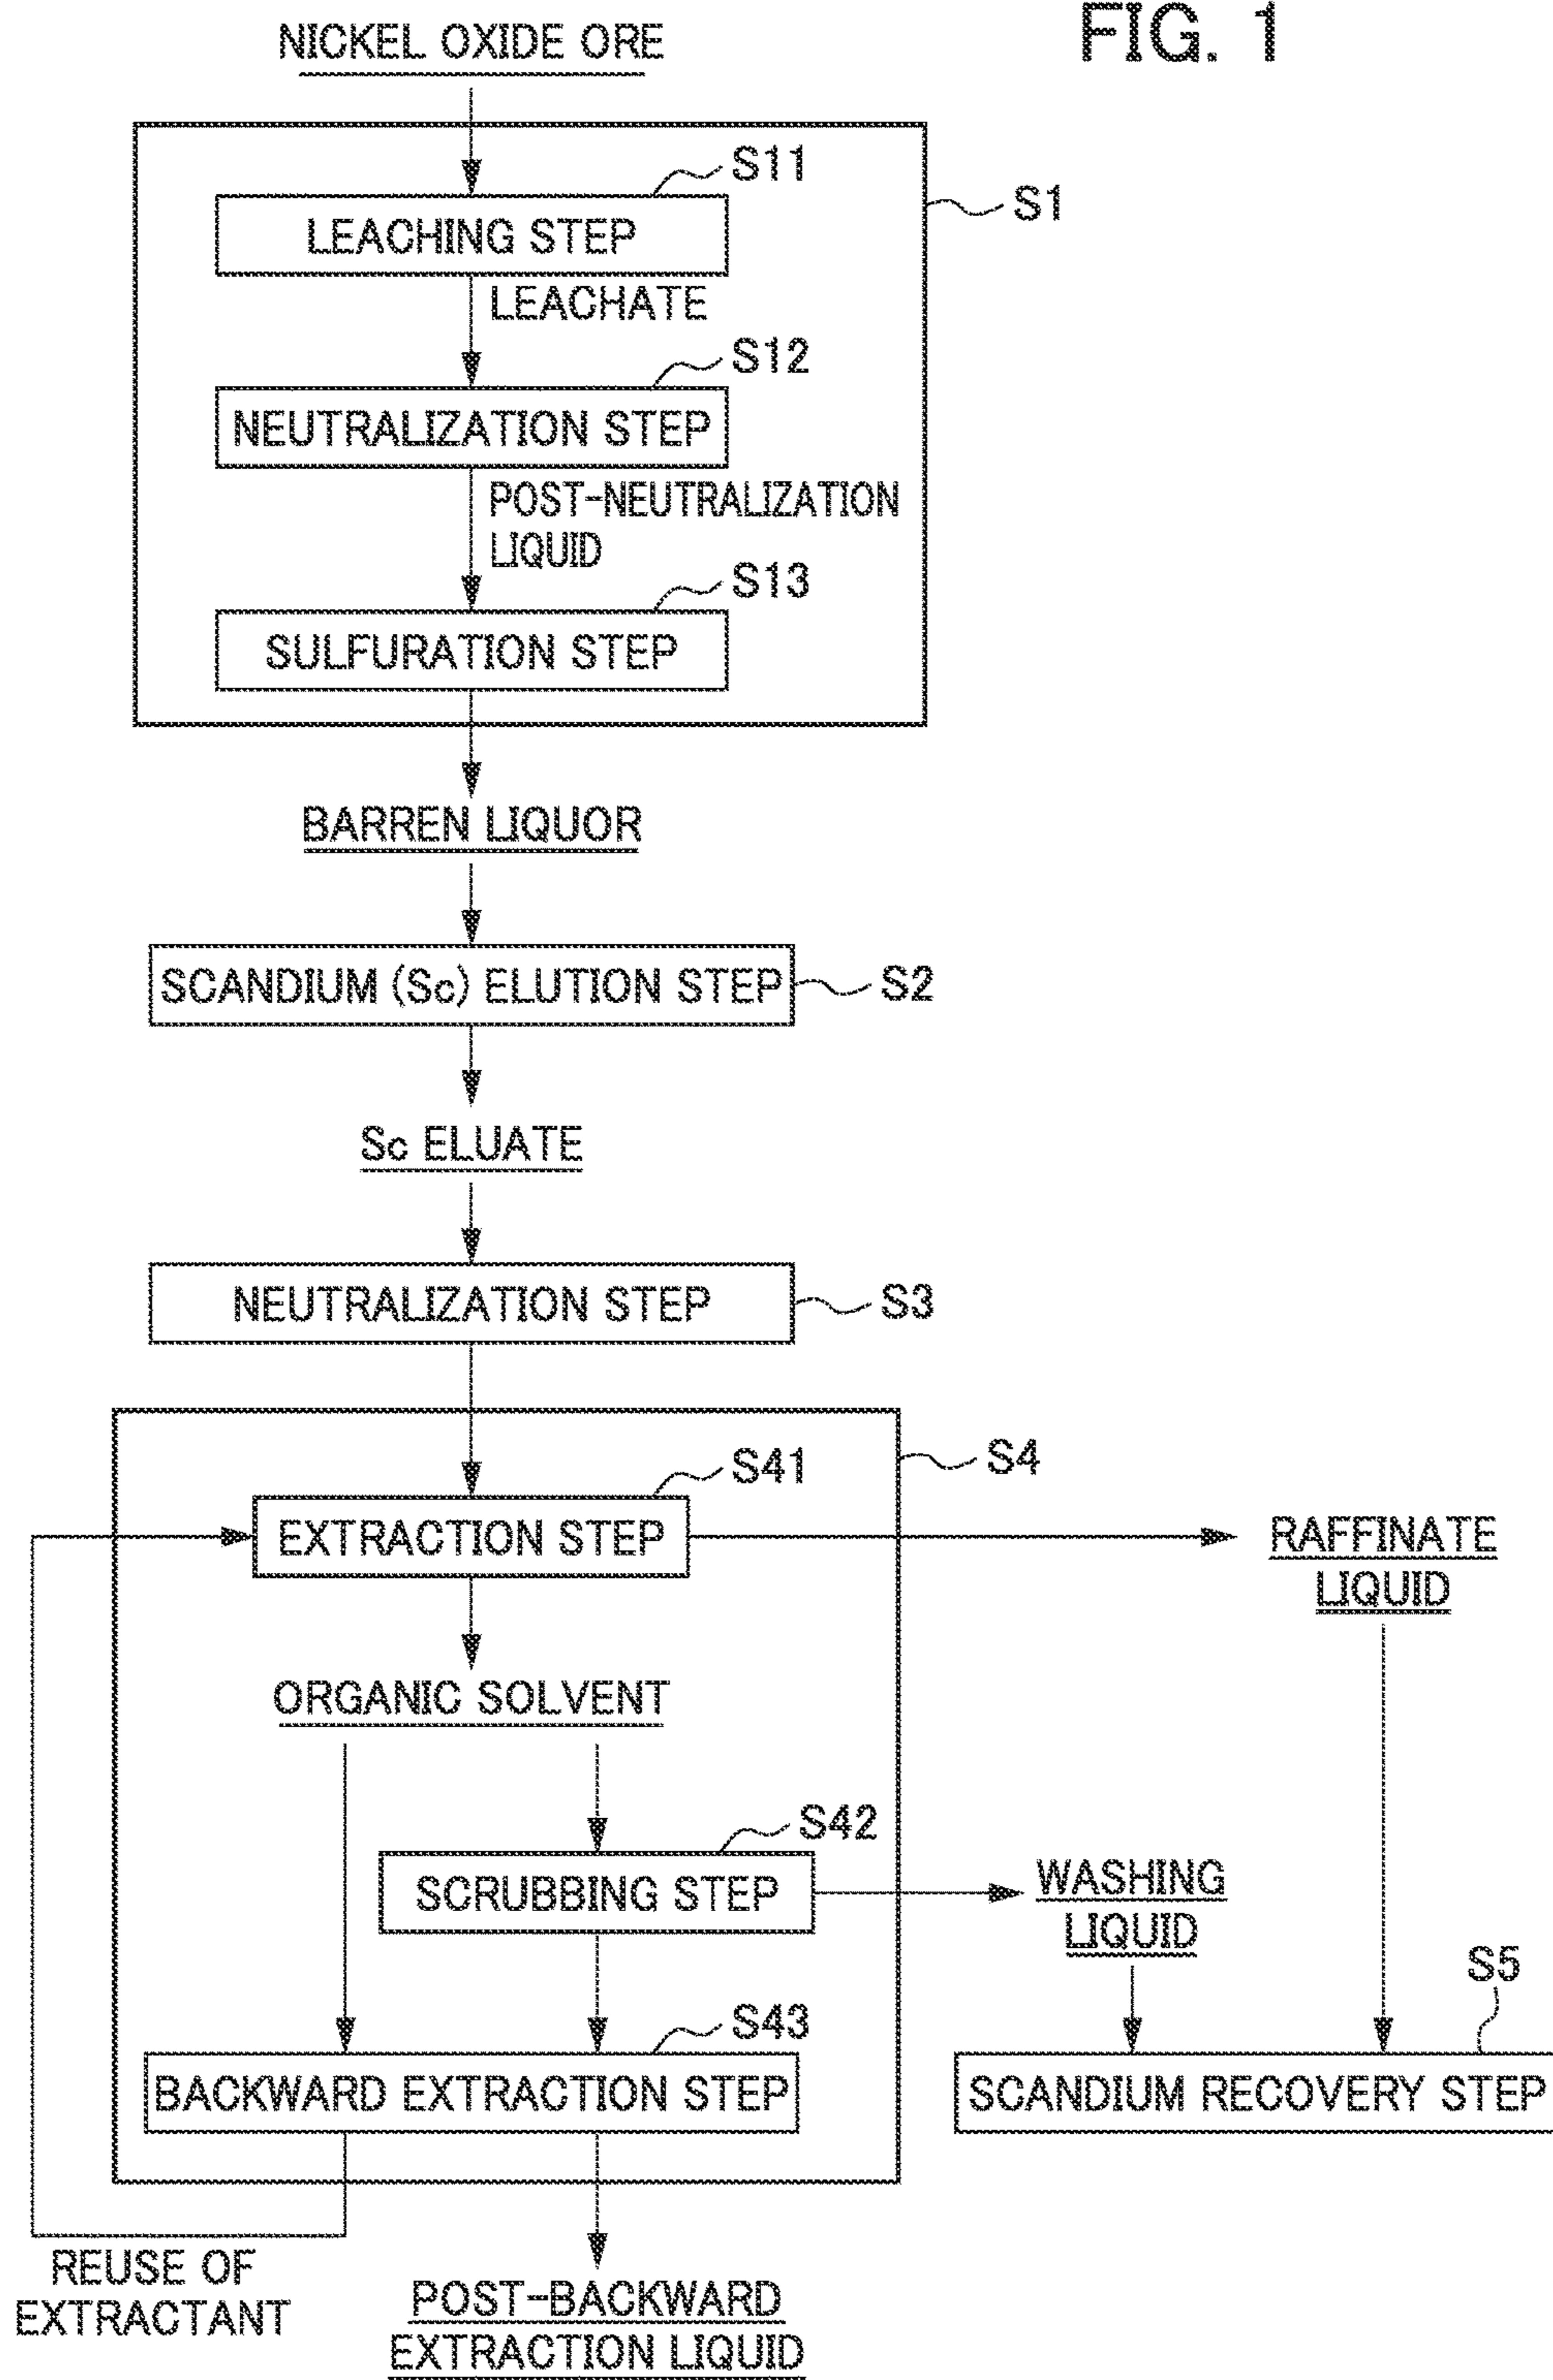 FIG. 1
NICKEL OXIDE ORE
S11
S1
LEACHING STEP
LEACHATE
S12
NEUTRALIZATION STEP
POST-NEUTRALIZATION
LIQUID
S13
SULFURATION STEP
BARREN LIQUOR
SCANDIUM (Sc) ELUTION STEP
S2
Sc ELUATE
NEUTRALIZATION STEP
S3
S41
S4
EXTRACTION STEP
RAFFINATE
LIQUID
ORGANIC SOLVENT
S42
SCRUBBING STEP
WASHING
LIQUID
S5
S43
BACKWARD EXTRACTION STEP
SCANDIUM RECOVERY STEP
REUSE OF
EXTRACTANT
POST-BACKWARD
EXTRACTION LIQUID